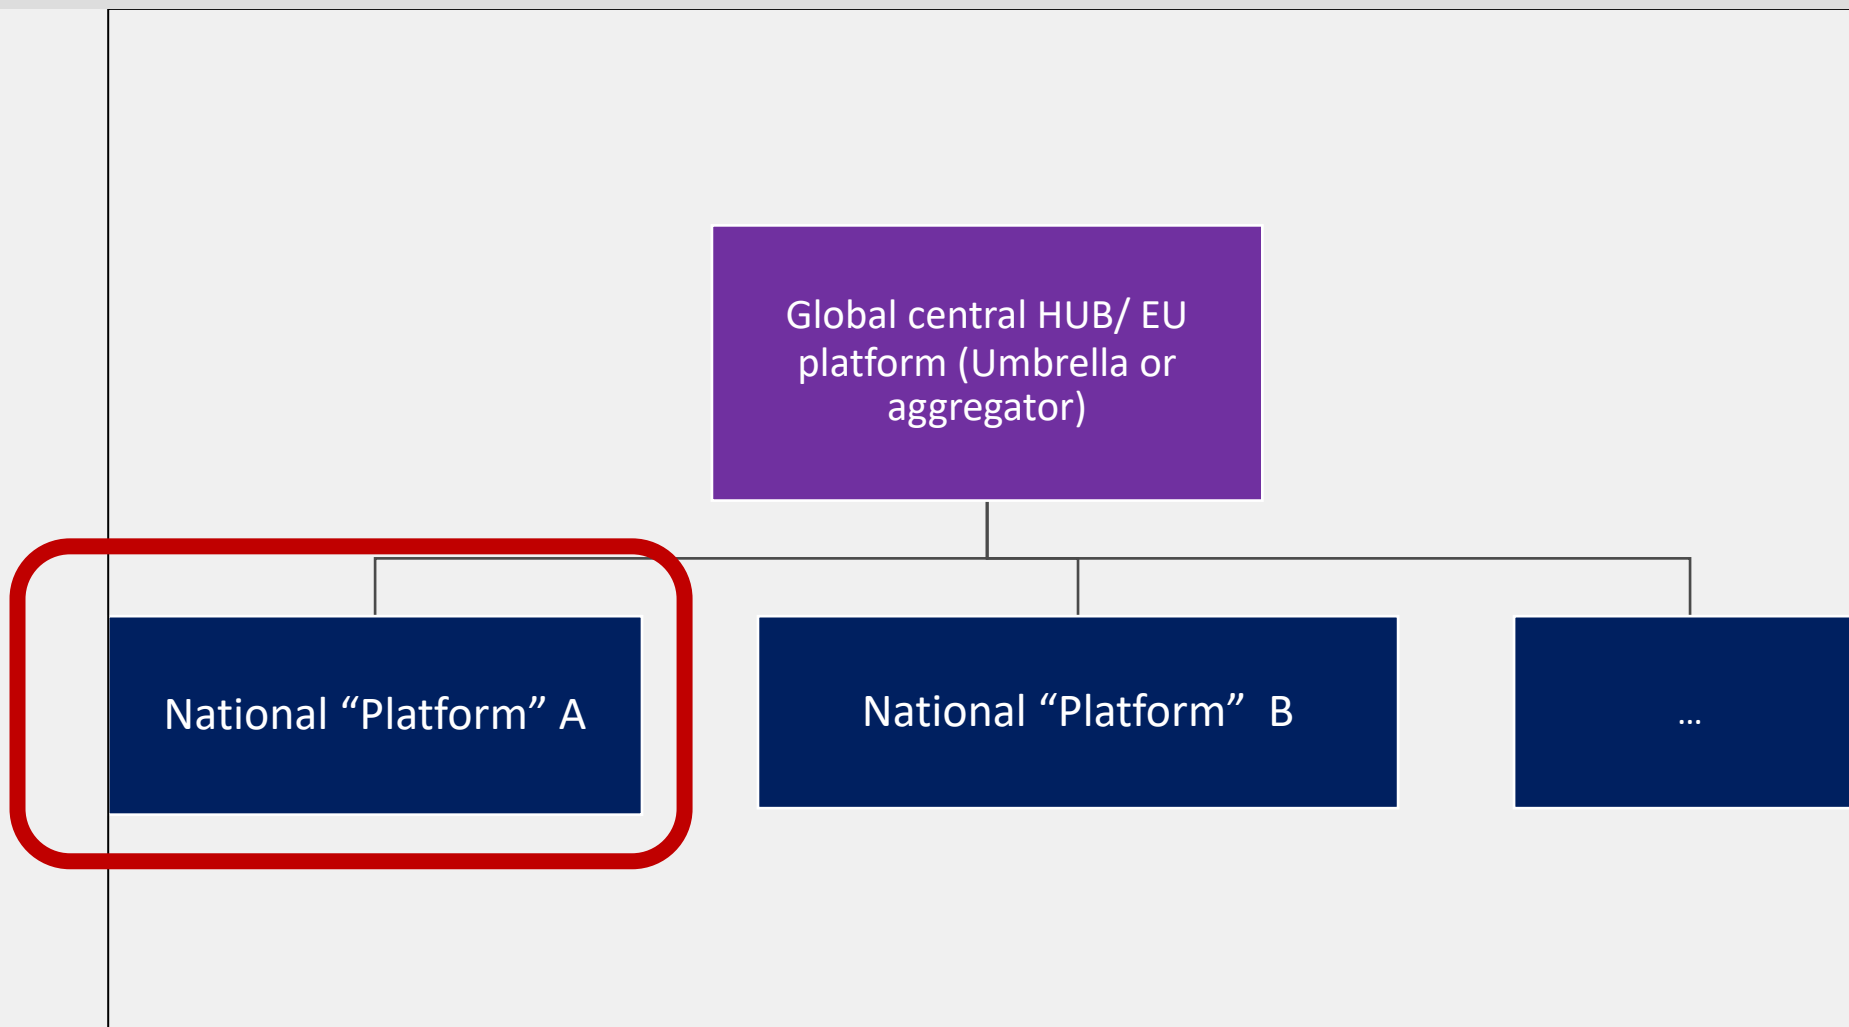 Global central HUB/ EU
platform (Umbrella or
aggregator)
National “Platform” A
National “Platform”  B
...